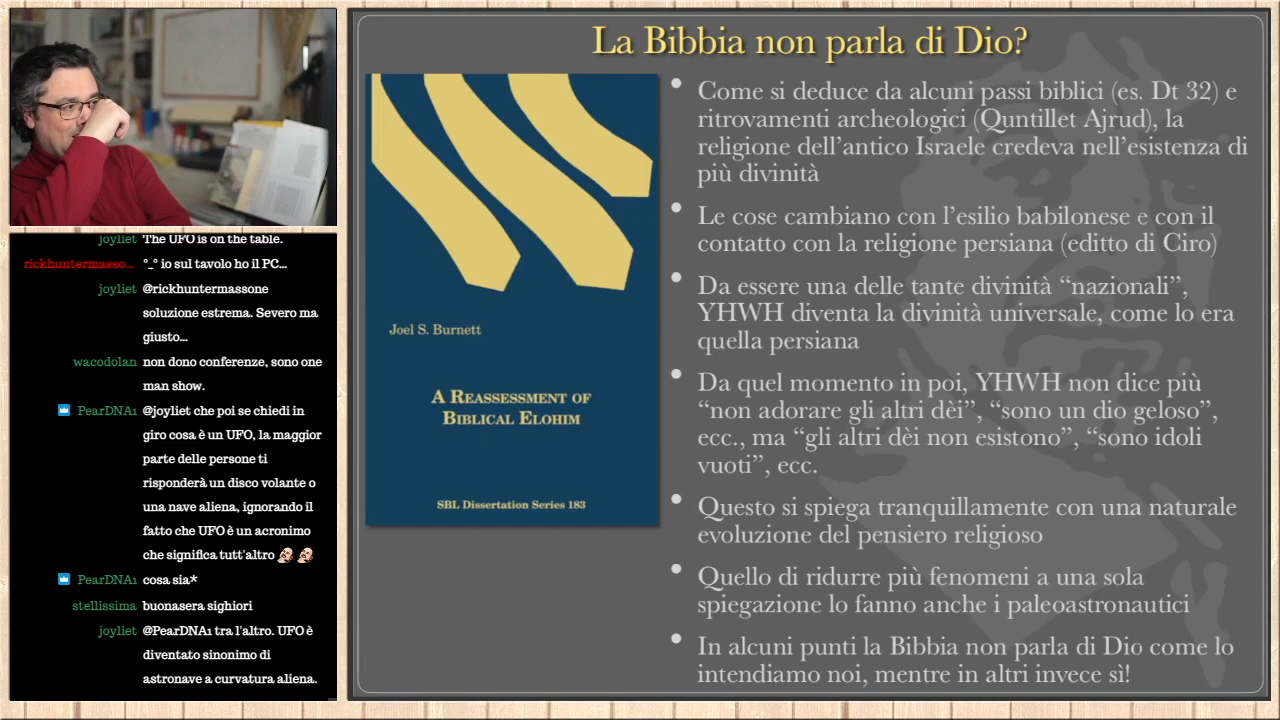 La Bibbia non parla di Dio?
Joel S. Burnett
A Reassessment of
Biblical Elohim
SBL Dissertation Series 183
• Come si deduce da alcuni passi biblici (es. Dt 32) e
ritrovamenti archeologici (Quntillet Ajrud), la
religione dell’antico Israele credeva nell’esistenza di
più divinità
• Le cose cambiano con l’esilio babilonese e con il
contatto con la religione persiana (editto di Ciro)
• Da essere una delle tante divinità “nazionali”,
YHWH diventa la divinità universale, come lo era
quella persiana
• Da quel momento in poi, YHWH non dice più
“non adorare gli altri dèi”, “sono un dio geloso”,
ecc., ma “gli altri dèi non esistono”, “sono idoli
vuoti”, ecc.
• Questo si spiega tranquillamente con una naturale
evoluzione del pensiero religioso
• Quello di ridurre più fenomeni a una sola
spiegazione lo fanno anche i paleoastronautici
• In alcuni punti la Bibbia non parla di Dio come lo
intendiamo noi, mentre in altri invece sì!
joyliet The UFO is on the table.
rickhuntermasso... °_° io sul tavolo ho il PC...
joyliet @rickhuntermassone
soluzione estrema. Severo ma
giusto...
wacodolan non dono conferenze, sono one
man show.
PearDNA1 @joyliet che poi se chiedi in
giro cosa è un UFO, la maggior
parte delle persone ti
risponderà un disco volante o
una nave aliena, ignorando il
fatto che UFO è un acronimo
che significa tutt'altro
PearDNA1 cosa sia*
stellissima buonasera sighiori
joyliet @PearDNA1 tra l'altro. UFO è
diventato sinonimo di
astronave a curvatura aliena.